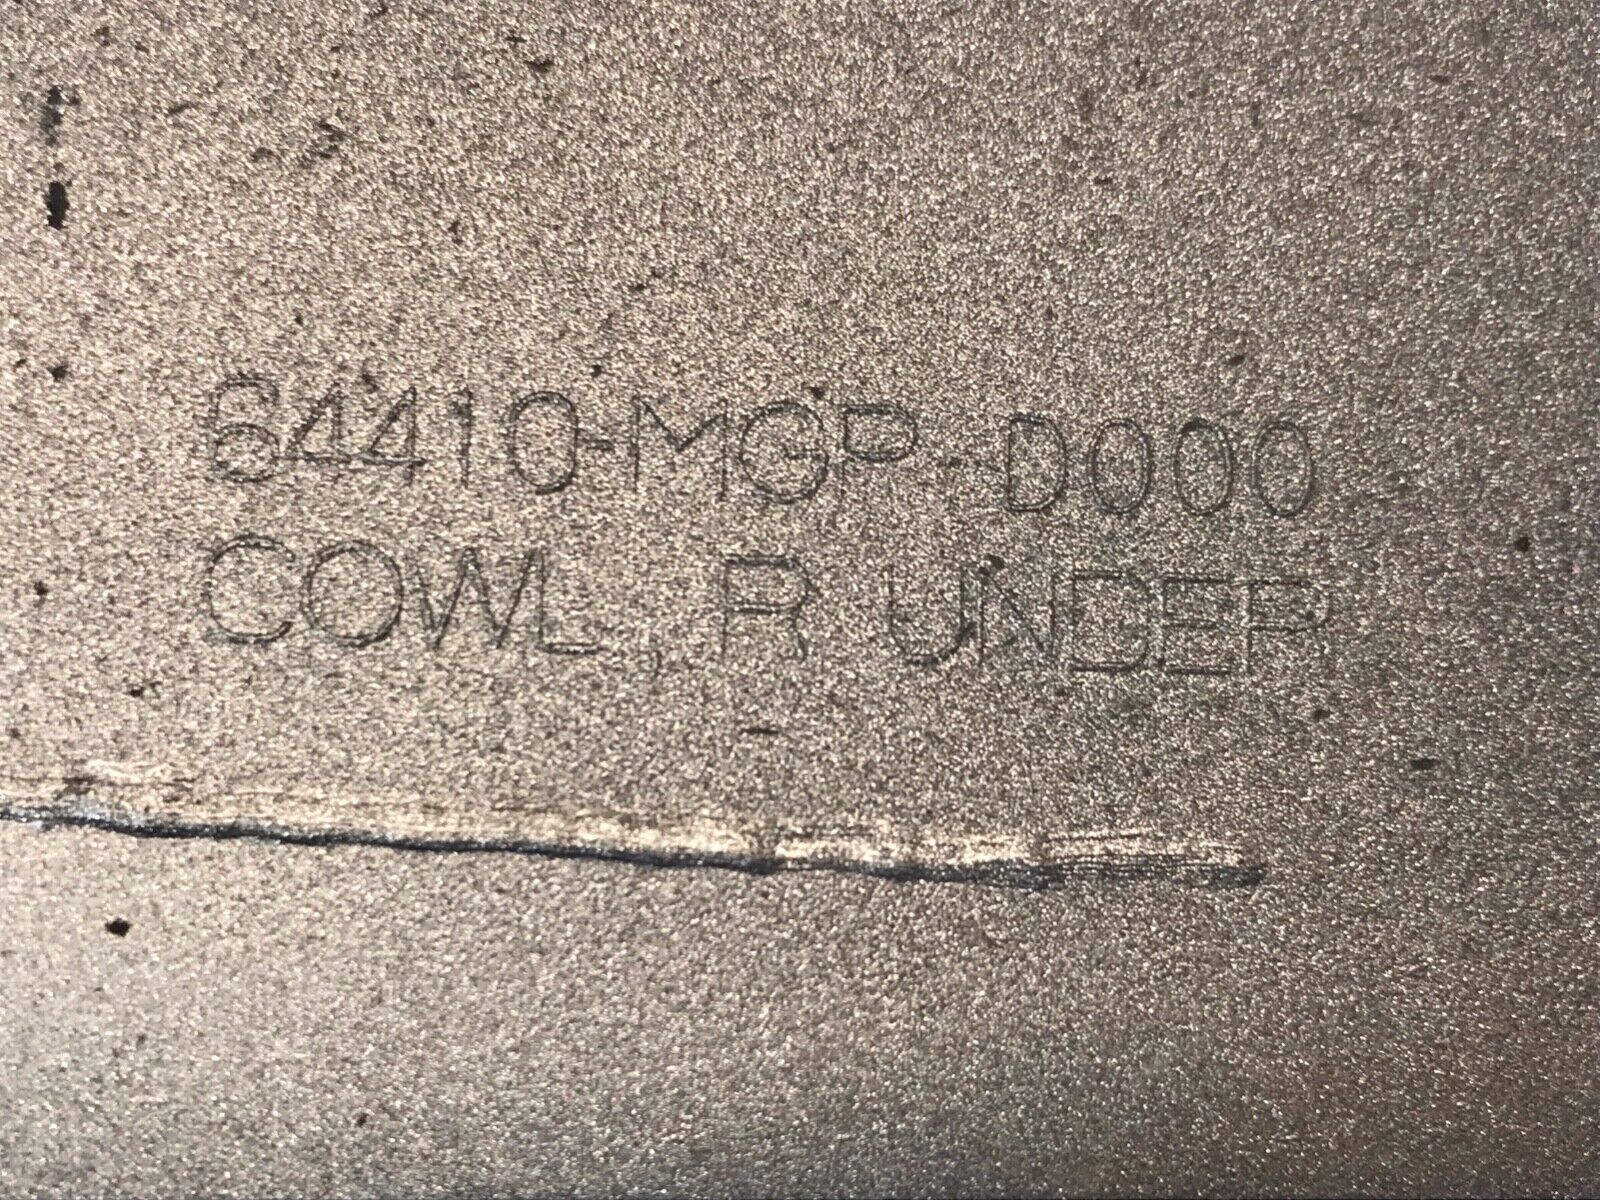 64410-MGP-D000
COWL, R UNDER